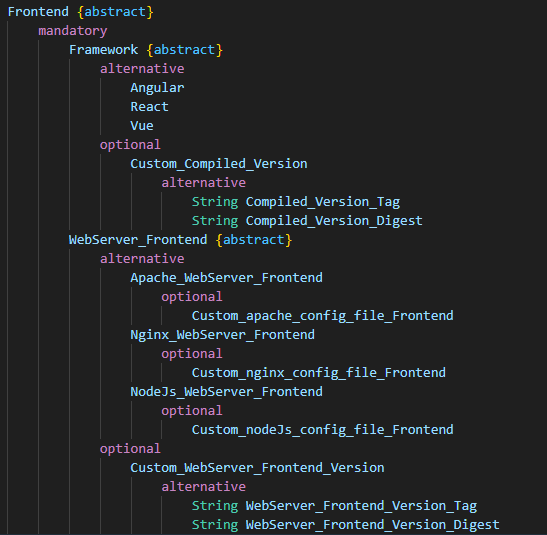 Frontend {abstract}
mandatory
Framework {abstract}
alternative
Angular
React
Vue
optional
Custom_Compiled_Version
alternative
String Compiled_Version_Tag
String Compiled_Version_Digest
WebServer_Frontend {abstract}
alternative
Apache_WebServer_Frontend
optional
Custom_apache_config_file_Frontend
Nginx_WebServer_Frontend
optional
Custom_nginx_config_file_Frontend
NodeJs_WebServer_Frontend
optional
Custom_nodeJs_config_file_Frontend
optional
Custom_WebServer_Frontend_Version
alternative
String WebServer_Frontend_Version_Tag
String WebServer_Frontend_Version_Digest